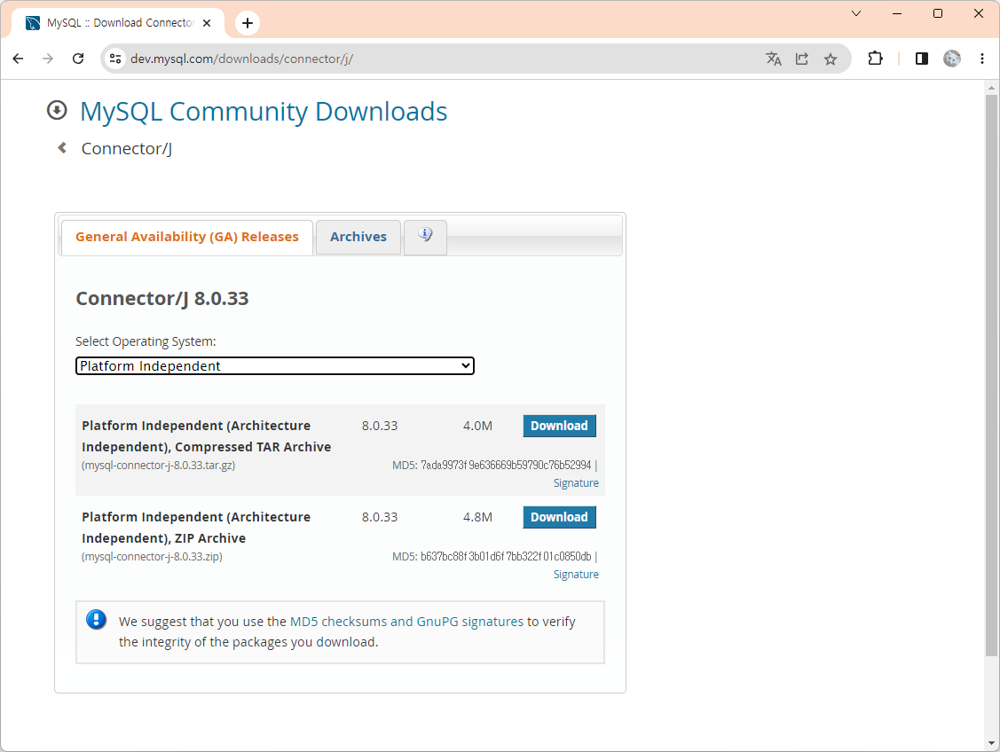 MySQL :: Download Connector
dev.mysql.com/downloads/connector/j/
MySQL Community Downloads
Connector/J
General Availability (GA) Releases
Archives
Connector/J 8.0.33
Select Operating System:
Platform Independent
Platform Independent (Architecture 8.0.33 4.0M Download
Independent), Compressed TAR Archive
(mysql-connector-j-8.0.33.tar.gz) MD5: 7ada9973f9e636669b59790c76b52994 |
Signature
Platform Independent (Architecture 8.0.33 4.8M Download
Independent), ZIP Archive
(mysql-connector-j-8.0.33.zip) MD5: b637bc88f3b01d6f7bb322f01c0850db |
Signature
We suggest that you use the MD5 checksums and GnuPG signatures to verify
the integrity of the packages you download.